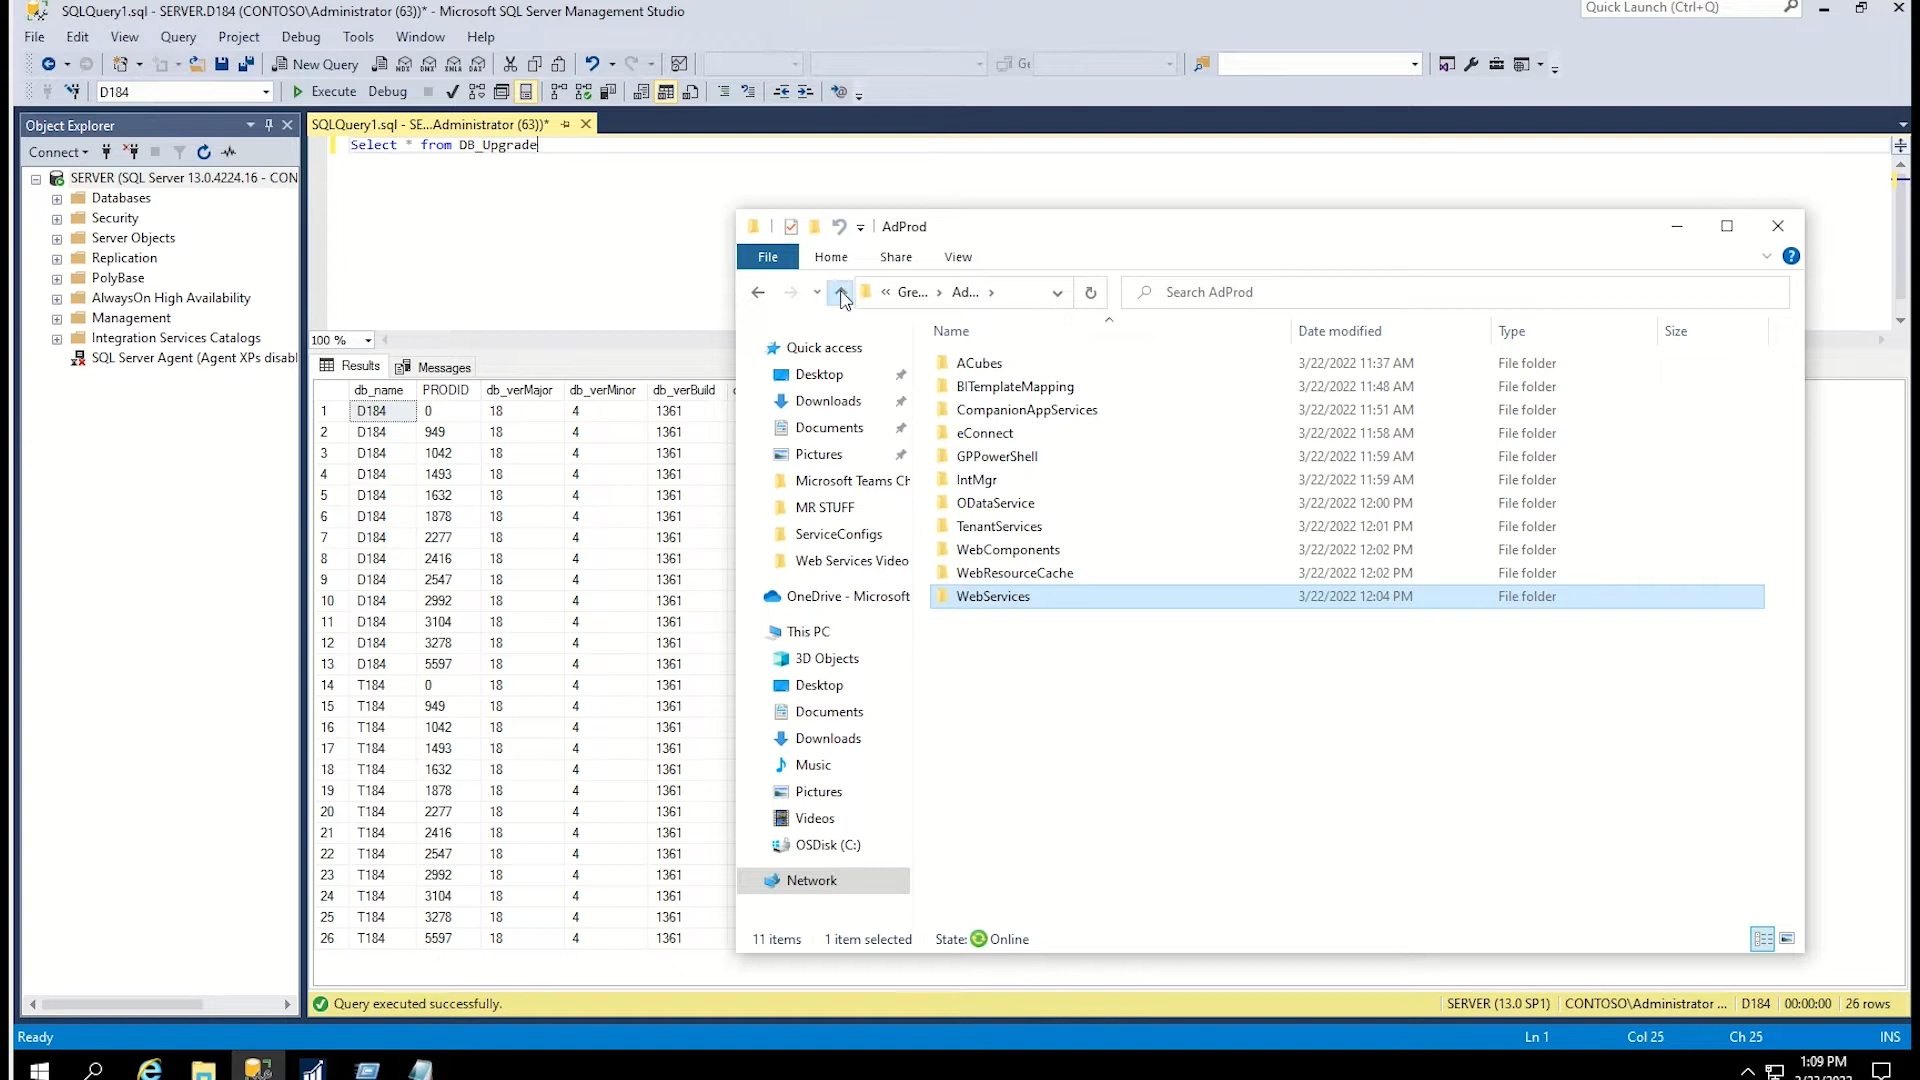 SQLQuery1.sql - SERVER.D184 (CONTOSO\Administrator (63))* - Microsoft SQL Server Management Studio
Quick Launch (Ctrl+Q)
File Edit View Query Project Debug Tools Window Help
New Query
D184 Execute Debug
Object Explorer
SQLQuery1.sql - SE...Administrator (63))*
Connect
Select * from DB_Upgrade
SERVER (SQL Server 13.0.4224.16 - CON
Databases
Security
Server Objects
Replication
PolyBase
AlwaysOn High Availability
Management
Integration Services Catalogs
SQL Server Agent (Agent XPs disabl
100 %
Results Messages
db_name PRODID db_verMajor db_verMinor db_verBuild
1 D184 0 18 4 1361
2 D184 949 18 4 1361
3 D184 1042 18 4 1361
4 D184 1493 18 4 1361
5 D184 1632 18 4 1361
6 D184 1878 18 4 1361
7 D184 2277 18 4 1361
8 D184 2416 18 4 1361
9 D184 2547 18 4 1361
10 D184 2992 18 4 1361
11 D184 3104 18 4 1361
12 D184 3278 18 4 1361
13 D184 5597 18 4 1361
14 T184 0 18 4 1361
15 T184 949 18 4 1361
16 T184 1042 18 4 1361
17 T184 1493 18 4 1361
18 T184 1632 18 4 1361
19 T184 1878 18 4 1361
20 T184 2277 18 4 1361
21 T184 2416 18 4 1361
22 T184 2547 18 4 1361
23 T184 2992 18 4 1361
24 T184 3104 18 4 1361
25 T184 3278 18 4 1361
26 T184 5597 18 4 1361
AdProd
File Home Share View
« Gre... › Ad... ›
Search AdProd
Name Date modified Type Size
Quick access
Desktop
Downloads
Documents
Pictures
Microsoft Teams Ch
MR STUFF
ServiceConfigs
Web Services Video
OneDrive - Microsoft
This PC
3D Objects
Desktop
Documents
Downloads
Music
Pictures
Videos
OSDisk (C:)
Network
ACubes 3/22/2022 11:37 AM File folder
BITemplateMapping 3/22/2022 11:48 AM File folder
CompanionAppServices 3/22/2022 11:51 AM File folder
eConnect 3/22/2022 11:58 AM File folder
GPPowerShell 3/22/2022 11:59 AM File folder
IntMgr 3/22/2022 11:59 AM File folder
ODataService 3/22/2022 12:00 PM File folder
TenantServices 3/22/2022 12:01 PM File folder
WebComponents 3/22/2022 12:02 PM File folder
WebResourceCache 3/22/2022 12:02 PM File folder
WebServices 3/22/2022 12:04 PM File folder
11 items 1 item selected State: Online
Query executed successfully.
SERVER (13.0 SP1) CONTOSO\Administrator ... D184 00:00:00 26 rows
Ready Ln 1 Col 25 Ch 25 INS
1:09 PM